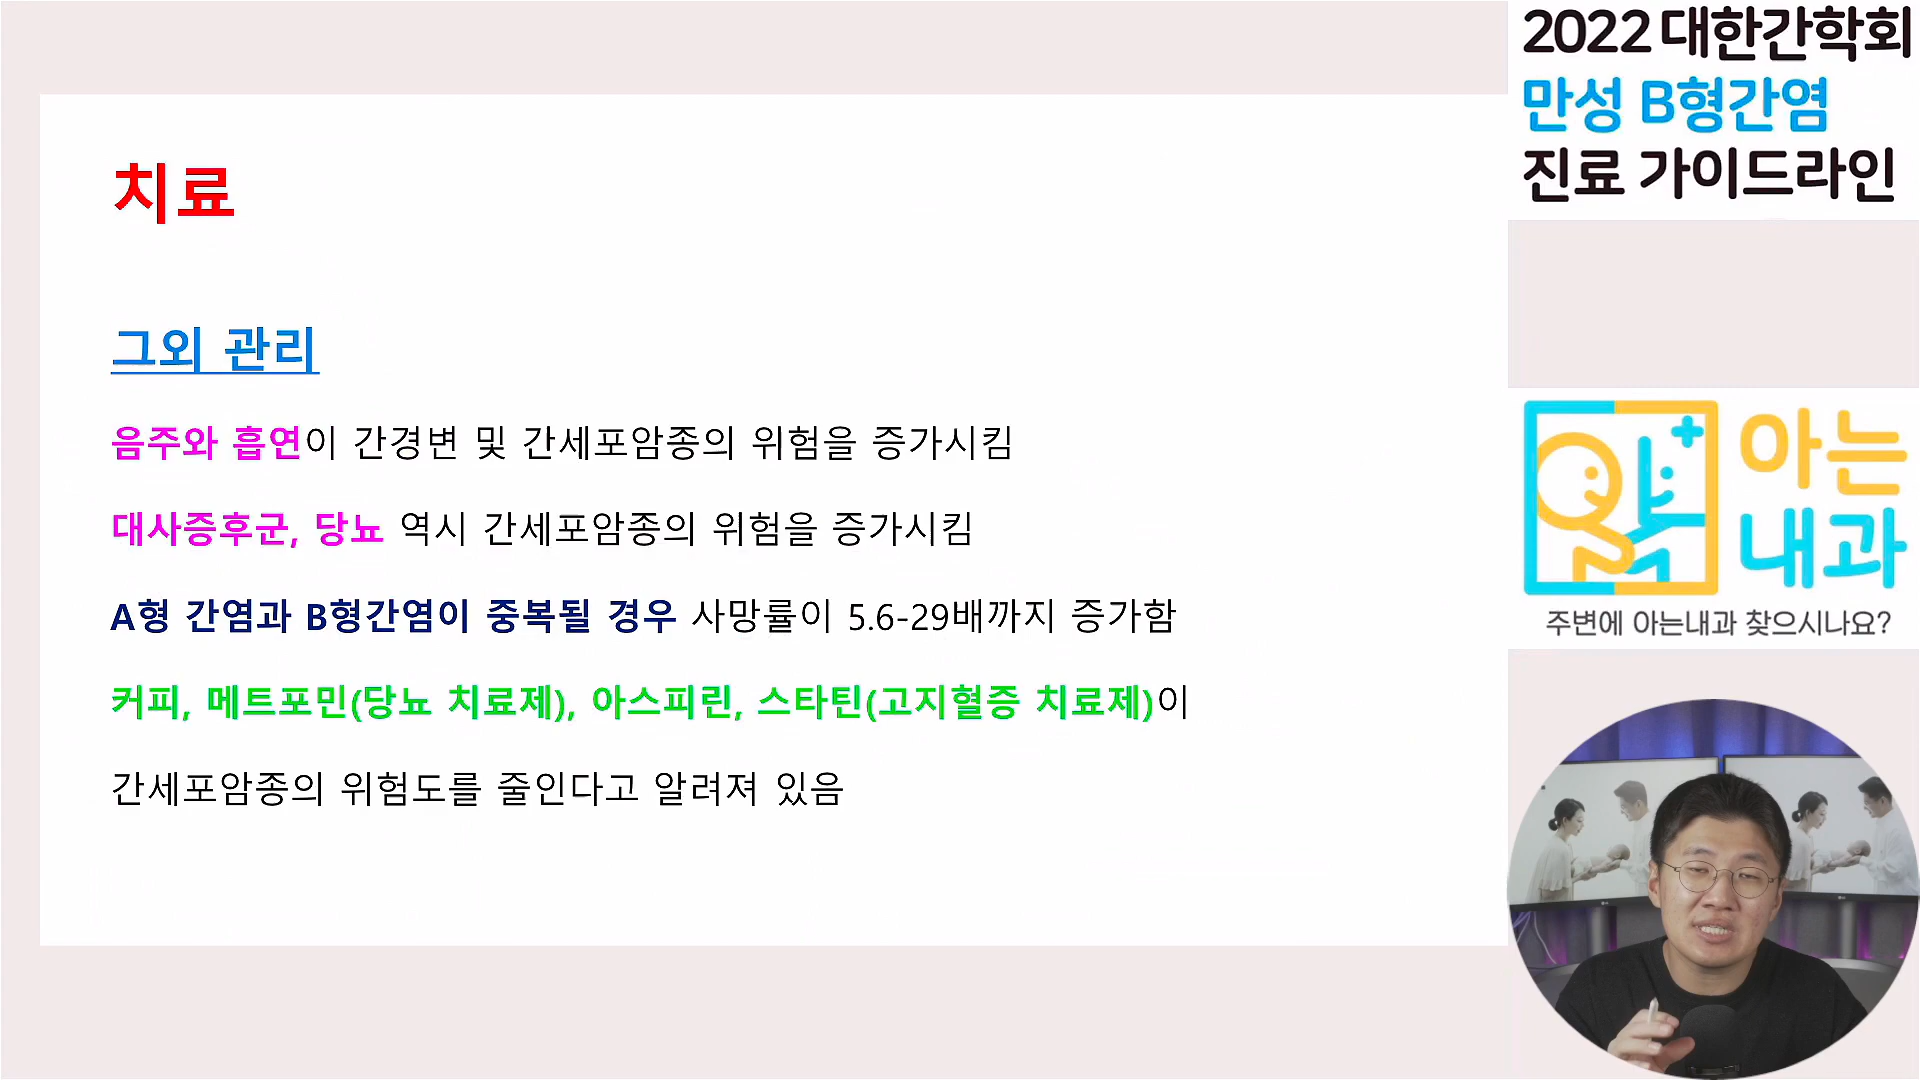 치료
그외 관리
음주와 흡연이 간경변 및 간세포암종의 위험을 증가시킴
대사증후군, 당뇨 역시 간세포암종의 위험을 증가시킴
A형 간염과 B형간염이 중복될 경우 사망률이 5.6-29배까지 증가함
커피, 메트포민(당뇨 치료제), 아스피린, 스타틴(고지혈증 치료제)이
간세포암종의 위험도를 줄인다고 알려져 있음
2022 대한간학회
만성 B형간염
진료 가이드라인
아는
내과
주변에 아는내과 찾으시나요?